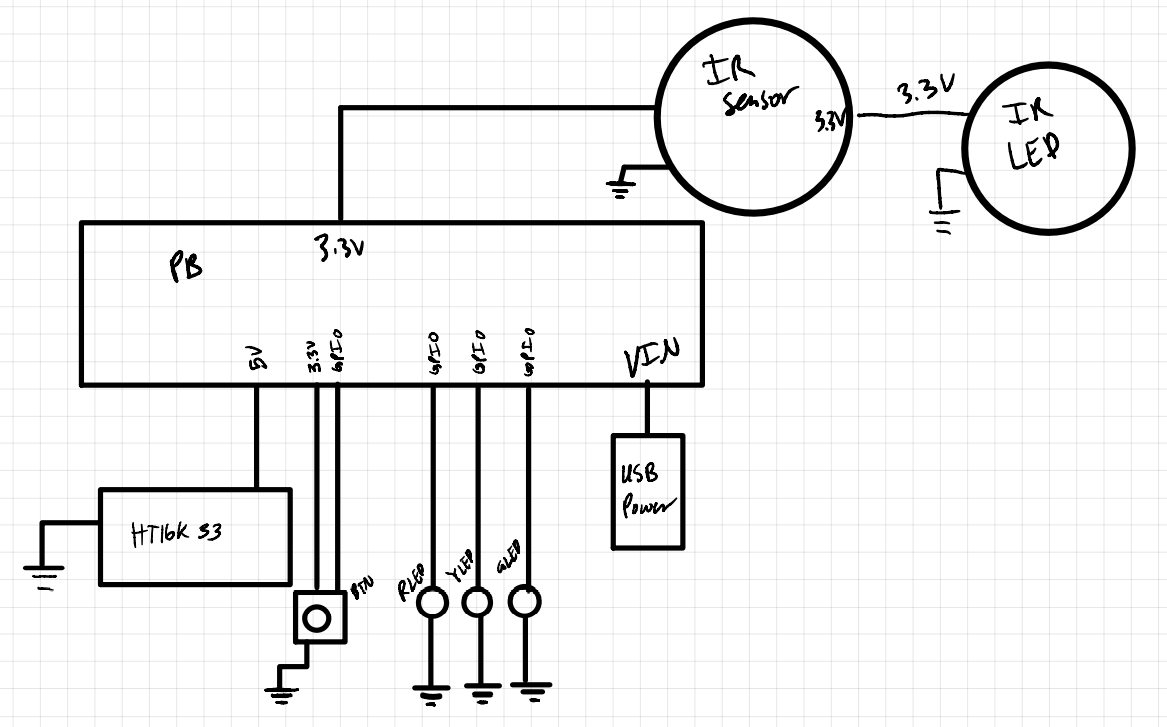 IR
Sensor
3.3V
3.3V
IR
LED
PB
3.3V
5V
3.3V
GPIO
GPIO
GPIO
GPIO
VIN
HT16K 33
BTN
RLED
YLED
GLED
USB
Power